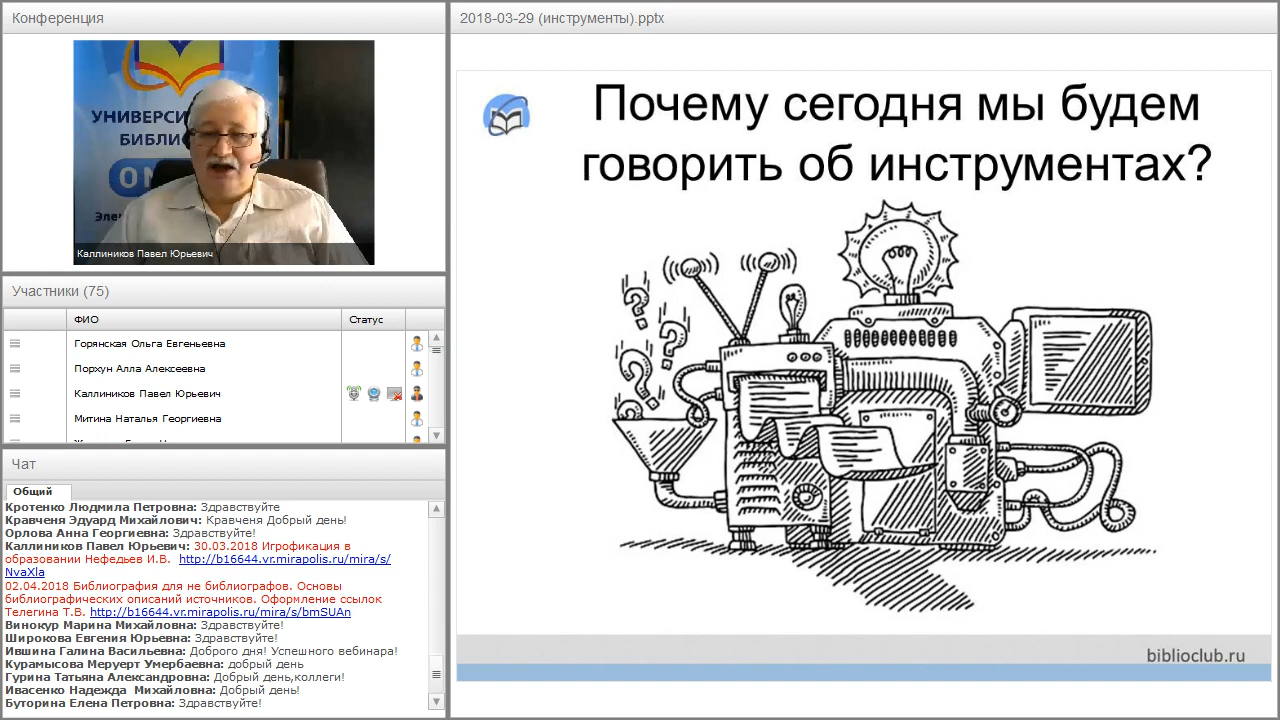 Конференция
УНИВЕРСИ
БИБЛИ
Каллиников Павел Юрьевич
Участники (75)
ФИО
Статус
Горянская Ольга Евгеньевна
Порхун Алла Алексеевна
Каллиников Павел Юрьевич
Митина Наталья Георгиевна
Чат
Общий
Кротенко Людмила Петровна: Здравствуйте
Кравченя Эдуард Михайлович: Кравченя Добрый день!
Орлова Анна Георгиевна: Здравствуйте!
Каллиников Павел Юрьевич: 30.03.2018 Игрофикация в
образовании Нефедьев И.В. http://b16644.vr.mirapolis.ru/mira/s/
NvaXla
02.04.2018 Библиография для не библиографов. Основы
библиографических описаний источников. Оформление ссылок
Телегина Т.В. http://b16644.vr.mirapolis.ru/mira/s/bmSUAn
Винокур Марина Михайловна: Здравствуйте!
Широкова Евгения Юрьевна: Здравствуйте!
Ившина Галина Васильевна: Доброго дня! Успешного вебинара!
Курамысова Меруерт Умербаевна: добрый день
Гурина Татьяна Александровна: Добрый день,коллеги!
Ивасенко Надежда Михайловна: Добрый день!
Буторина Елена Петровна: Здравствуйте!
2018-03-29 (инструменты).pptx
Почему сегодня мы будем
говорить об инструментах?
biblioclub.ru